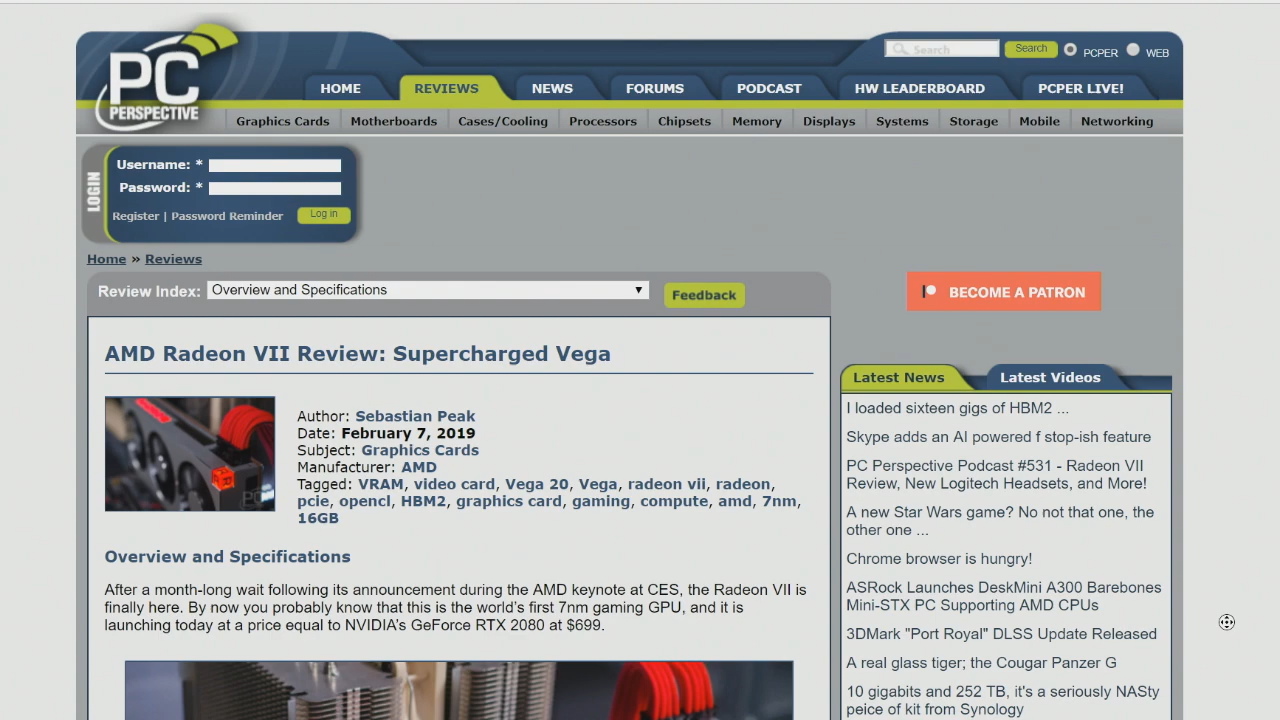 PC
PERSPECTIVE
Search
Search
PCPER
WEB
HOME
REVIEWS
NEWS
FORUMS
PODCAST
HW LEADERBOARD
PCPER LIVE!
Graphics Cards
Motherboards
Cases/Cooling
Processors
Chipsets
Memory
Displays
Systems
Storage
Mobile
Networking
LOGIN
Username: *
Password: *
Register | Password Reminder
Log in
Home » Reviews
Review Index:
Overview and Specifications
Feedback
BECOME A PATRON
AMD Radeon VII Review: Supercharged Vega
Author: Sebastian Peak
Date: February 7, 2019
Subject: Graphics Cards
Manufacturer: AMD
Tagged: VRAM, video card, Vega 20, Vega, radeon vii, radeon,
pcie, opencl, HBM2, graphics card, gaming, compute, amd, 7nm,
16GB
Overview and Specifications
After a month-long wait following its announcement during the AMD keynote at CES, the Radeon VII is
finally here. By now you probably know that this is the world's first 7nm gaming GPU, and it is
launching today at a price equal to NVIDIA's GeForce RTX 2080 at $699.
Latest News
Latest Videos
I loaded sixteen gigs of HBM2 ...
Skype adds an AI powered f stop-ish feature
PC Perspective Podcast #531 - Radeon VII
Review, New Logitech Headsets, and More!
A new Star Wars game? No not that one, the
other one ...
Chrome browser is hungry!
ASRock Launches DeskMini A300 Barebones
Mini-STX PC Supporting AMD CPUs
3DMark "Port Royal" DLSS Update Released
A real glass tiger; the Cougar Panzer G
10 gigabits and 252 TB, it's a seriously NASty
peice of kit from Synology